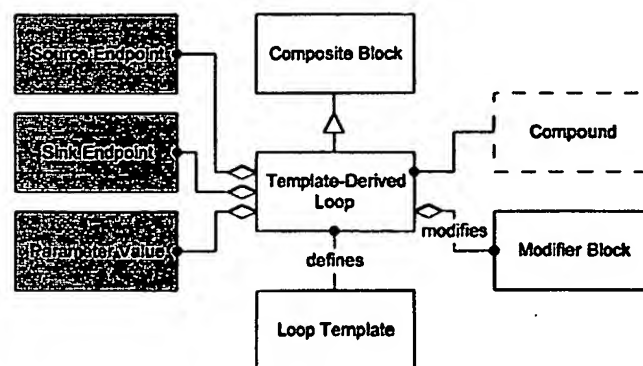 Source Endpoint
Composite Block
Sink Endpoint
Compound
Template-Derived
Loop
Parameter Value
modifies
Modifier Block
defines
Loop Template